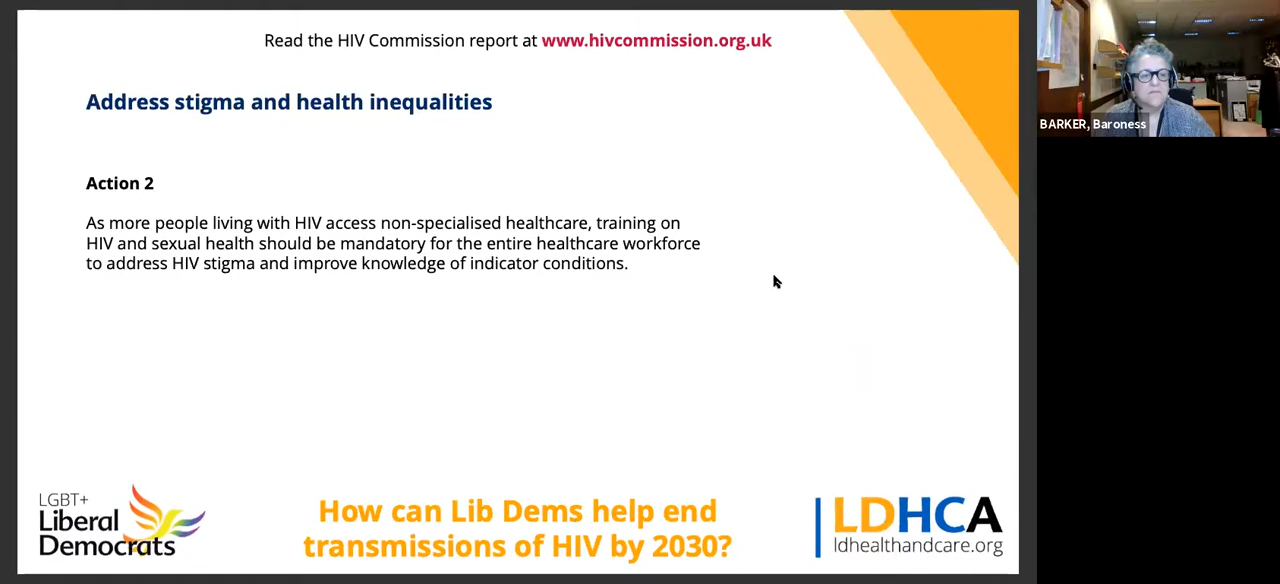 Read the HIV Commission report at www.hivcommission.org.uk
Address stigma and health inequalities
Action 2
As more people living with HIV access non-specialised healthcare, training on
HIV and sexual health should be mandatory for the entire healthcare workforce
to address HIV stigma and improve knowledge of indicator conditions.
LGBT+
Liberal
Democrats
How can Lib Dems help end
transmissions of HIV by 2030?
LDHCA
ldhealthandcare.org
BARKER, Baroness